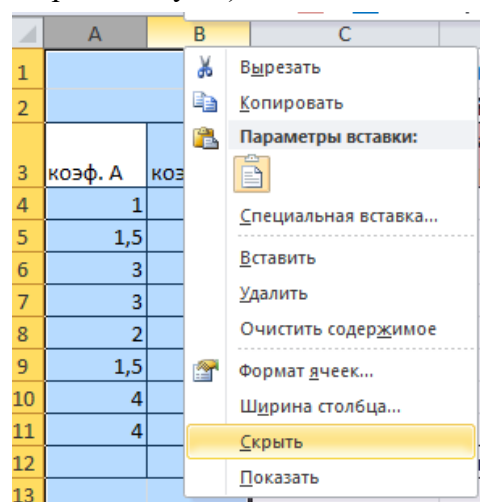 A B C
1 Вырезать
2 Копировать
Параметры вставки:
3 коэф. А коэ
4 1
Специальная вставка...
5 1,5
Вставить
6 3
7 3 Удалить
8 2 Очистить содержимое
9 1,5 Формат ячеек...
10 4 Ширина столбца...
11 4 Скрыть
12 Показать
13